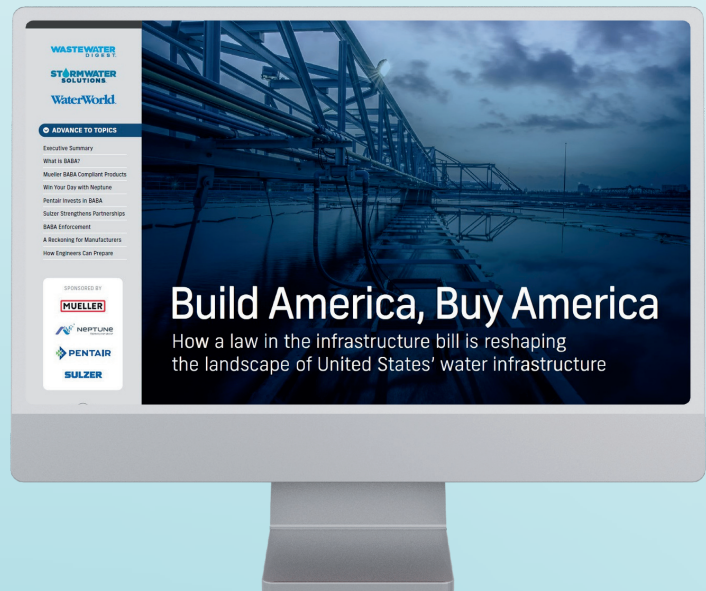 WASTEWATER
DIGEST
STORMWATER
SOLUTIONS
WaterWorld
ADVANCE TO TOPICS
Executive Summary
What Is BABA?
Mueller BABA Compliant Products
Win Your Day with Neptune
Pentair Invests in BABA
Sulzer Strengthens Partnerships
BABA Enforcement
A Reckoning for Manufacturers
How Engineers Can Prepare
SPONSORED BY
MUELLER
NEPTUNE
PENTAIR
SULZER
Build America, Buy America
How a law in the infrastructure bill is reshaping
the landscape of United States’ water infrastructure